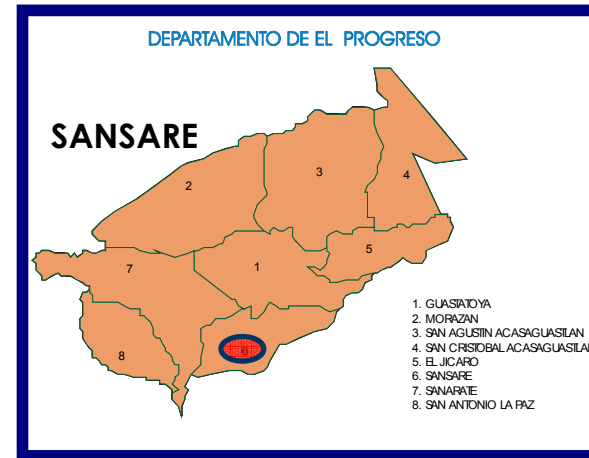 DEPARTAMENTO DE EL PROGRESO
SANSARE
3
4
2
5
7
1
6
8
1. GUASTATOYA
2. MORAZAN
3. SAN AGUSTIN ACASAGUASTLAN
4. SAN CRISTOBAL ACASAGUASTLAN
5. EL JICARO
6. SANSARE
7. SANARATE
8. SAN ANTONIO LA PAZ